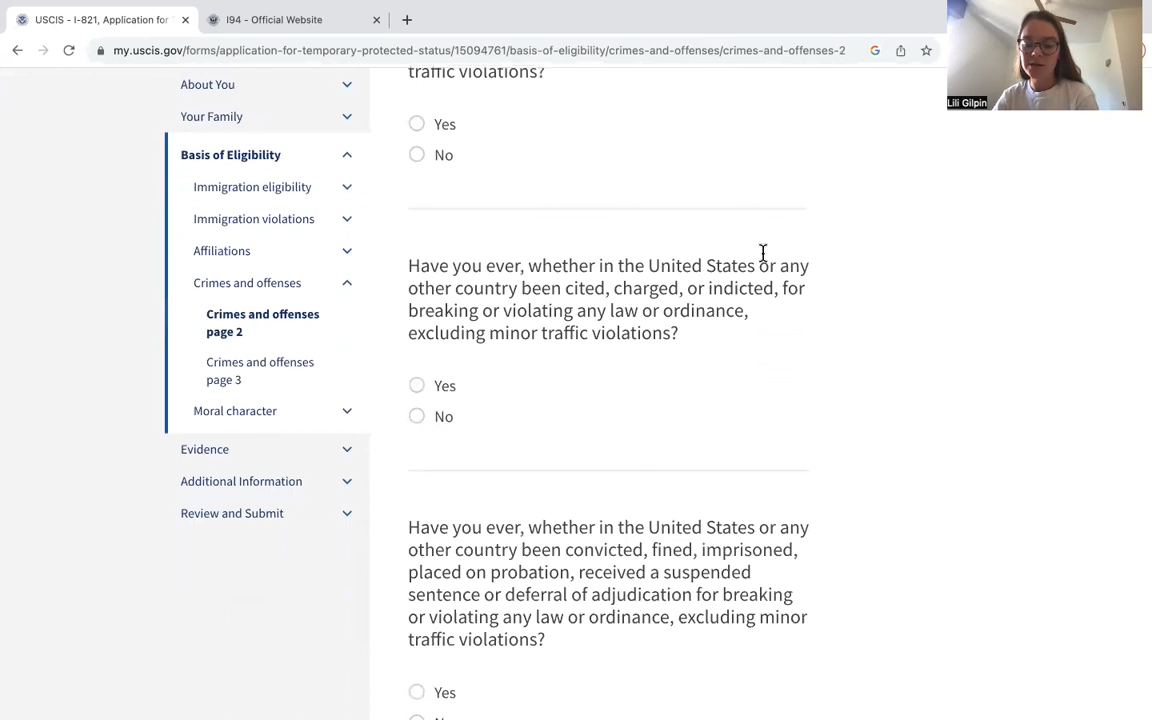 USCIS - I-821, Application for
I94 - Official Website
my.uscis.gov/forms/application-for-temporary-protected-status/15094761/basis-of-eligibility/crimes-and-offenses/crimes-and-offenses-2
Lili Gilpin
About You
Your Family
Basis of Eligibility
Immigration eligibility
Immigration violations
Affiliations
Crimes and offenses
Crimes and offenses
page 2
Crimes and offenses
page 3
Moral character
Evidence
Additional Information
Review and Submit
traffic violations?
Yes
No
Have you ever, whether in the United States or any
other country been cited, charged, or indicted, for
breaking or violating any law or ordinance,
excluding minor traffic violations?
Yes
No
Have you ever, whether in the United States or any
other country been convicted, fined, imprisoned,
placed on probation, received a suspended
sentence or deferral of adjudication for breaking
or violating any law or ordinance, excluding minor
traffic violations?
Yes